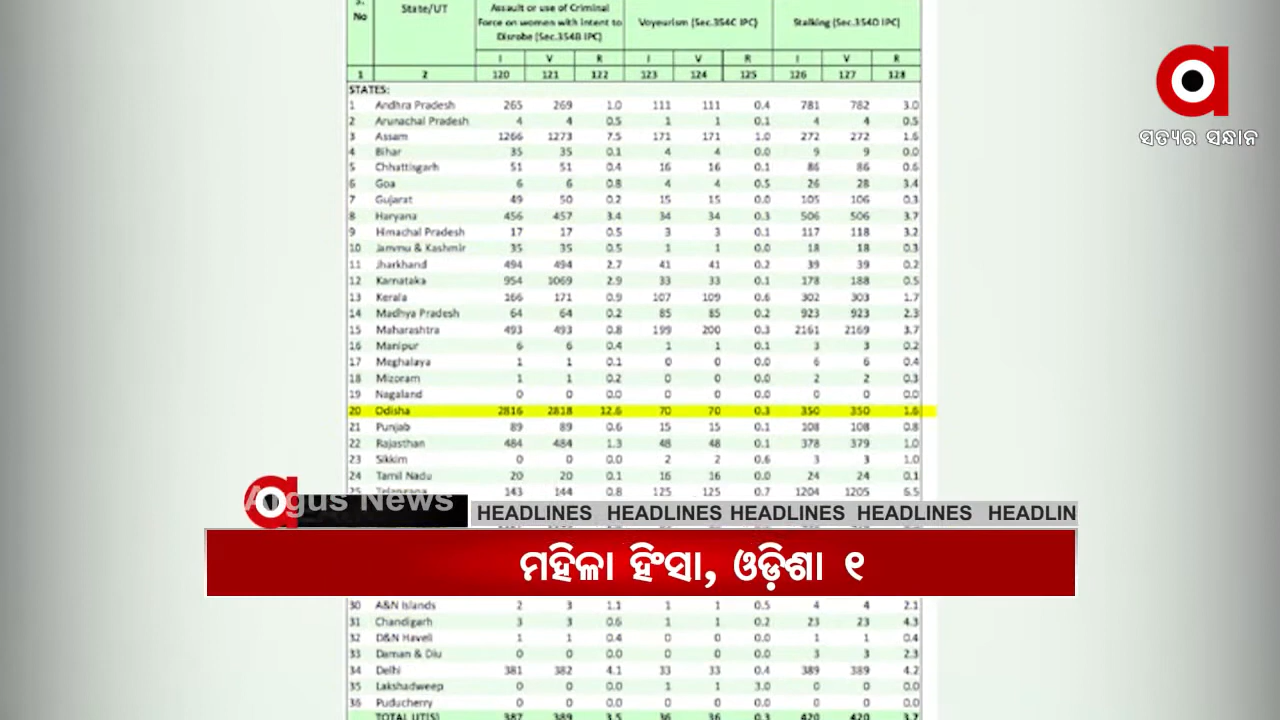 S. No State/UT Assault or use of Criminal Force on women with intent to Disrobe (Sec.354B IPC) Voyeurism (Sec.354C IPC) Stalking (Sec.354D IPC)
I V R I V R I V R
1 2 120 121 122 123 124 125 126 127 128
STATES:
1 Andhra Pradesh 265 269 1.0 111 111 0.4 781 782 3.0
2 Arunachal Pradesh 4 4 0.5 1 1 0.1 4 4 0.5
3 Assam 1266 1273 7.5 171 171 1.0 272 272 1.6
4 Bihar 35 35 0.1 4 4 0.0 9 9 0.0
5 Chhattisgarh 51 51 0.4 16 16 0.1 86 86 0.6
6 Goa 6 6 0.8 4 4 0.5 26 28 3.4
7 Gujarat 49 50 0.2 15 15 0.0 105 106 0.3
8 Haryana 456 457 3.4 34 34 0.3 506 506 3.7
9 Himachal Pradesh 17 17 0.5 3 3 0.1 117 118 3.2
10 Jammu & Kashmir 35 35 0.5 1 1 0.0 18 18 0.3
11 Jharkhand 494 494 2.7 41 41 0.2 39 39 0.2
12 Karnataka 954 1069 2.9 33 33 0.1 178 188 0.5
13 Kerala 166 171 0.9 107 109 0.6 302 303 1.7
14 Madhya Pradesh 64 64 0.2 85 85 0.2 923 923 2.3
15 Maharashtra 493 493 0.8 199 200 0.3 2161 2169 3.7
16 Manipur 6 6 0.4 1 1 0.1 3 3 0.2
17 Meghalaya 1 1 0.1 0 0 0.0 6 6 0.4
18 Mizoram 1 1 0.2 0 0 0.0 2 2 0.3
19 Nagaland 0 0 0.0 0 0 0.0 0 0 0.0
20 Odisha 2816 2818 12.6 70 70 0.3 350 350 1.6
21 Punjab 89 89 0.6 15 15 0.1 108 108 0.8
22 Rajasthan 484 484 1.3 48 48 0.1 378 379 1.0
23 Sikkim 0 0 0.0 2 2 0.6 3 3 1.0
24 Tamil Nadu 20 20 0.1 16 16 0.0 24 24 0.1
25 Telangana 143 144 0.8 125 125 0.7 1204 1205 6.5
30 A&N Islands 2 3 1.1 1 1 0.5 4 4 2.1
31 Chandigarh 3 3 0.6 1 1 0.2 23 23 4.3
32 D&N Haveli 1 1 0.4 0 0 0.0 1 1 0.4
33 Daman & Diu 0 0 0.0 0 0 0.0 3 3 2.3
34 Delhi 381 382 4.1 33 33 0.4 389 389 4.2
35 Lakshadweep 0 0 0.0 1 1 3.0 0 0 0.0
36 Puducherry 0 0 0.0 0 0 0.0 0 0 0.0
TOTAL UT(S) 387 389 3.5 36 36 0.3 420 420 3.7
ସତ୍ୟର ସନ୍ଧାନ
Argus News
HEADLINES HEADLINES HEADLINES HEADLINES HEADLIN
ମହିଳା ହିଂସା, ଓଡ଼ିଶା ୧